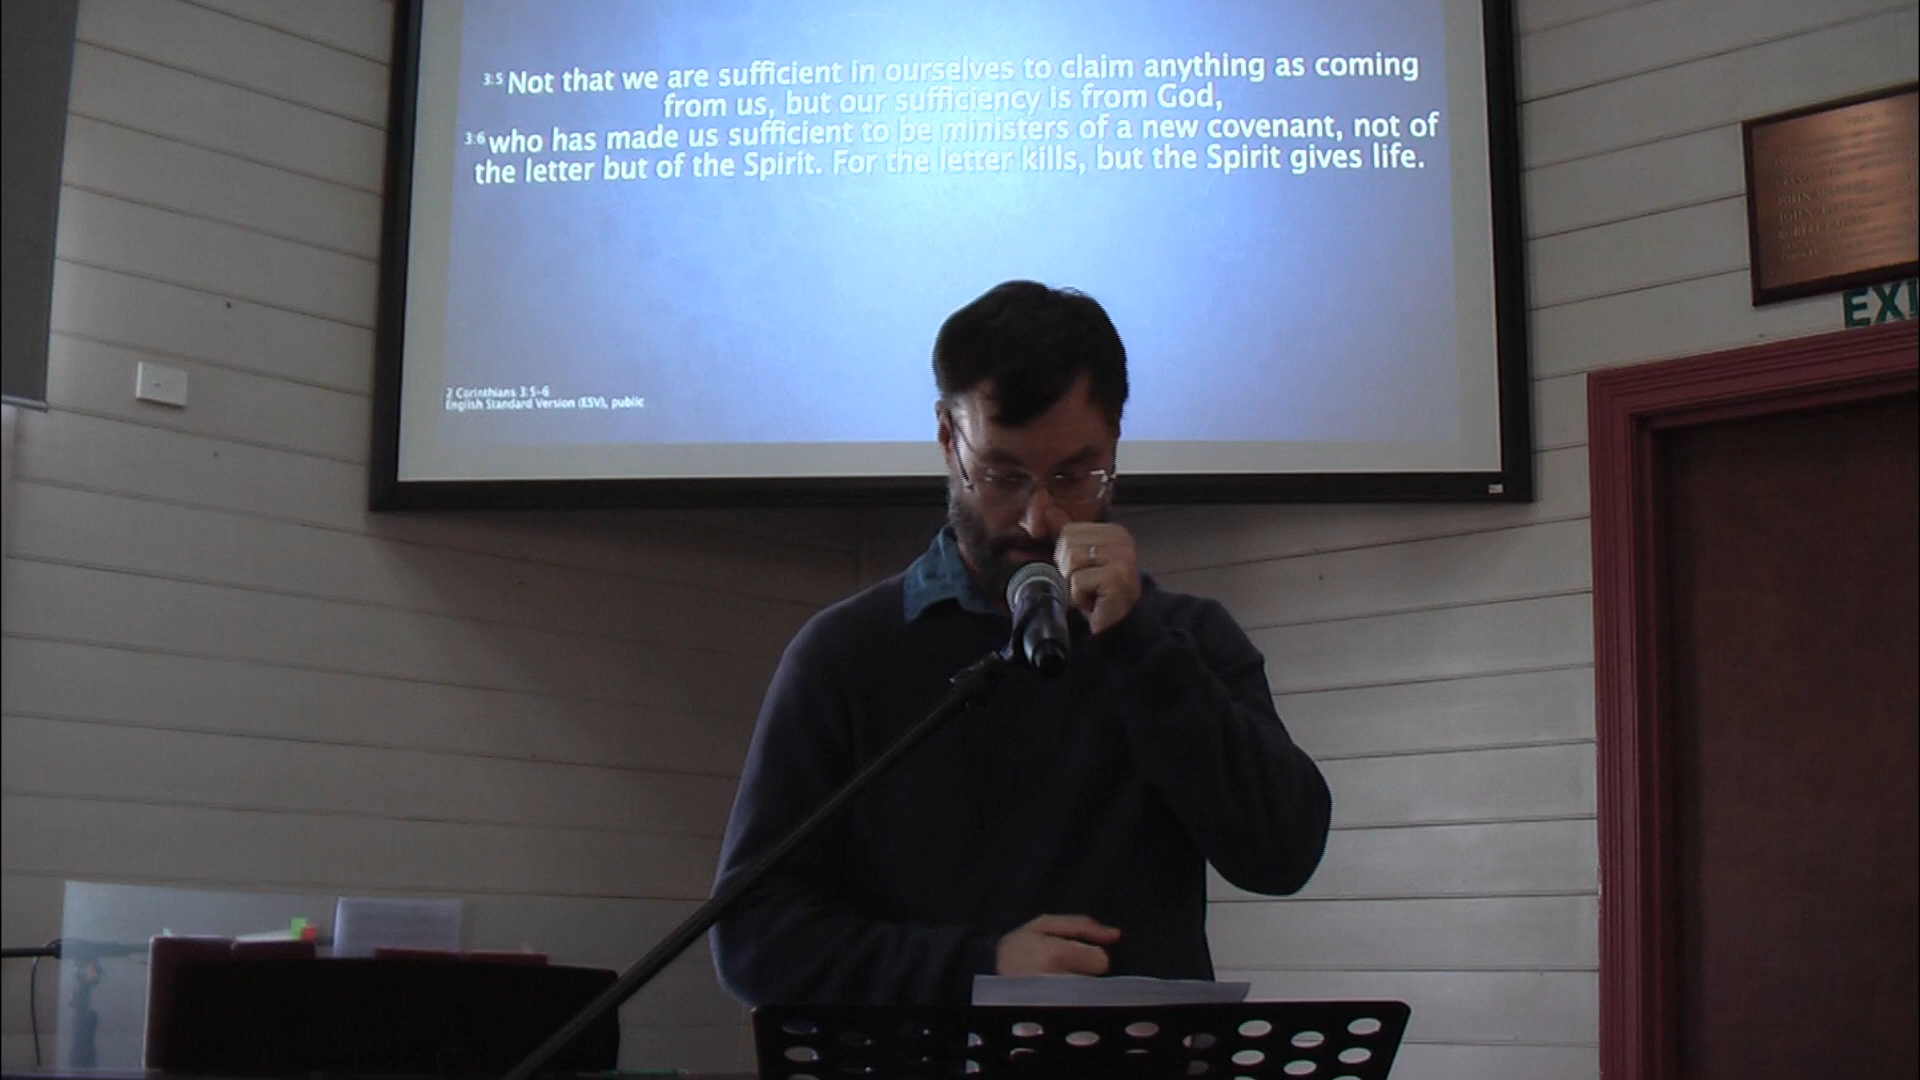 3:5 Not that we are sufficient in ourselves to claim anything as coming
from us, but our sufficiency is from God,
3:6 who has made us sufficient to be ministers of a new covenant, not of
the letter but of the Spirit. For the letter kills, but the Spirit gives life.
2 Corinthians 3:5-6
English Standard Version (ESV), public
EXI